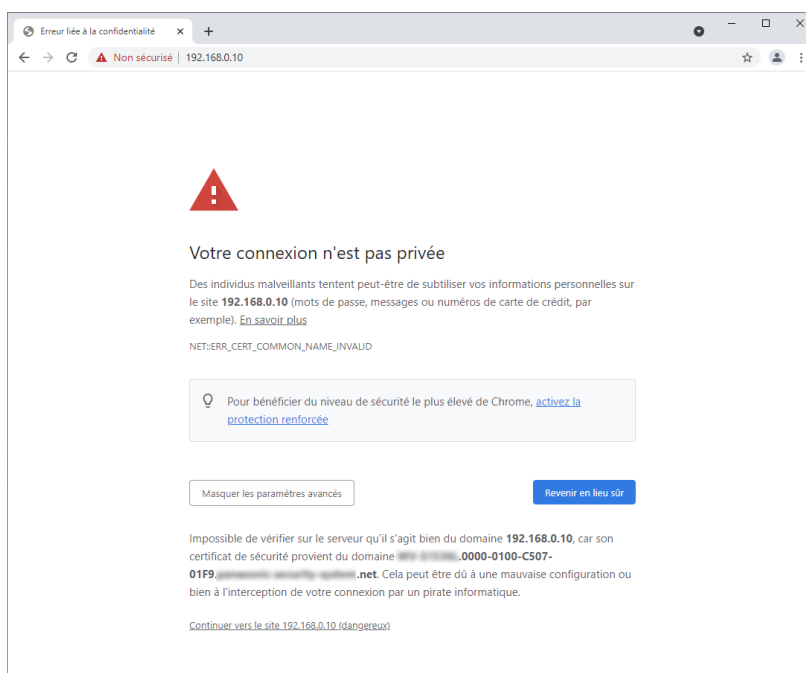 Erreur liée à la confidentialité
Non sécurisé 192.168.0.10
Votre connexion n'est pas privée
Des individus malveillants tentent peut-être de subtiliser vos informations personnelles sur
le site 192.168.0.10 (mots de passe, messages ou numéros de carte de crédit, par
exemple). En savoir plus
NET::ERR_CERT_COMMON_NAME_INVALID
Pour bénéficier du niveau de sécurité le plus élevé de Chrome, activez la
protection renforcée
Masquer les paramètres avancés
Revenir en lieu sûr
Impossible de vérifier sur le serveur qu'il s'agit bien du domaine 192.168.0.10, car son
certificat de sécurité provient du domaine .0000-0100-C507-
01F9. .net. Cela peut être dû à une mauvaise configuration ou
bien à l'interception de votre connexion par un pirate informatique.
Continuer vers le site 192.168.0.10 (dangereux)